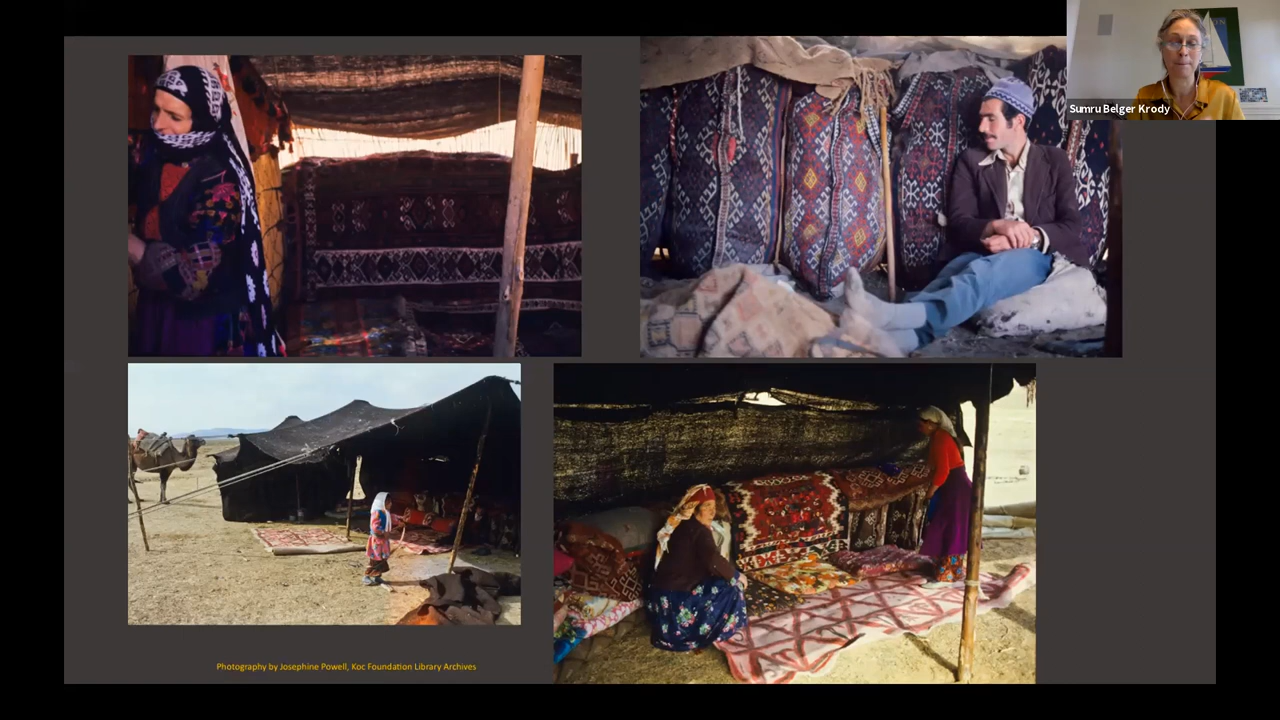 Sumru Belger Krody
Photography by Josephine Powell, Koc Foundation Library Archives